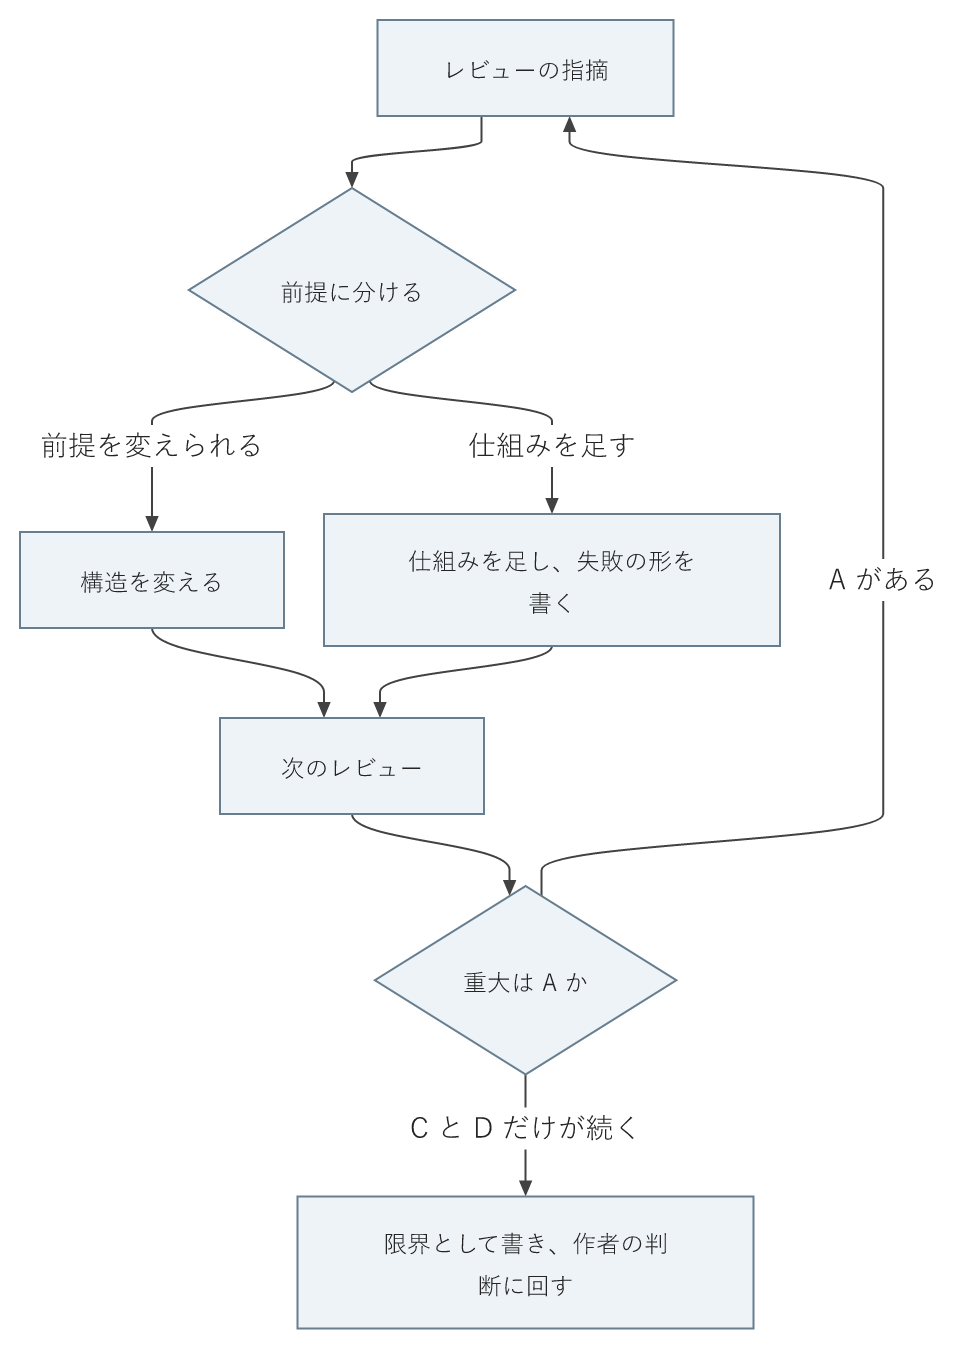 レビューの指摘
前提に分ける
前提を変えられる
仕組みを足す
構造を変える
仕組みを足し、失敗の形を
書く
A がある
次のレビュー
重大は A か
C と D だけが続く
限界として書き、作者の判
断に回す